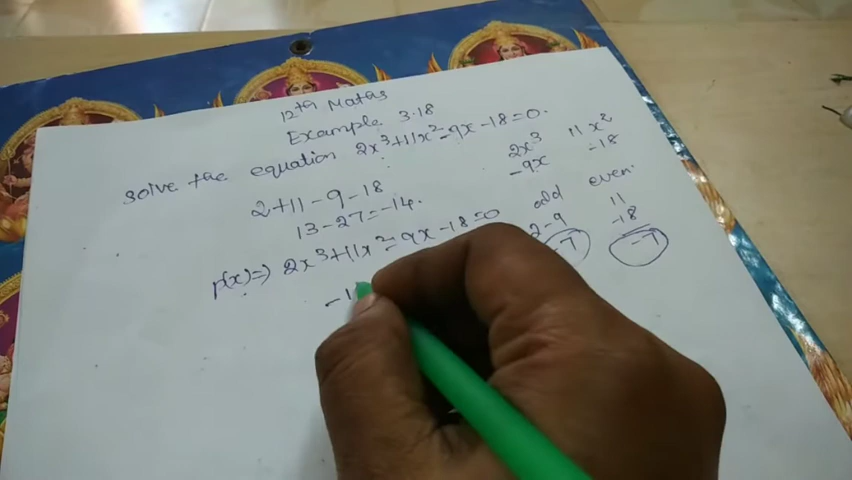 12th Maths
Example 3.18
solve the equation 2x³+11x²-9x-18=0.
2x³ 11x²
-9x -18
2+11-9-18
13-27=-14.
odd even.
2-9 11
-18
-7 -7
p(x)=) 2x³+11x²-9x-18=0
-1